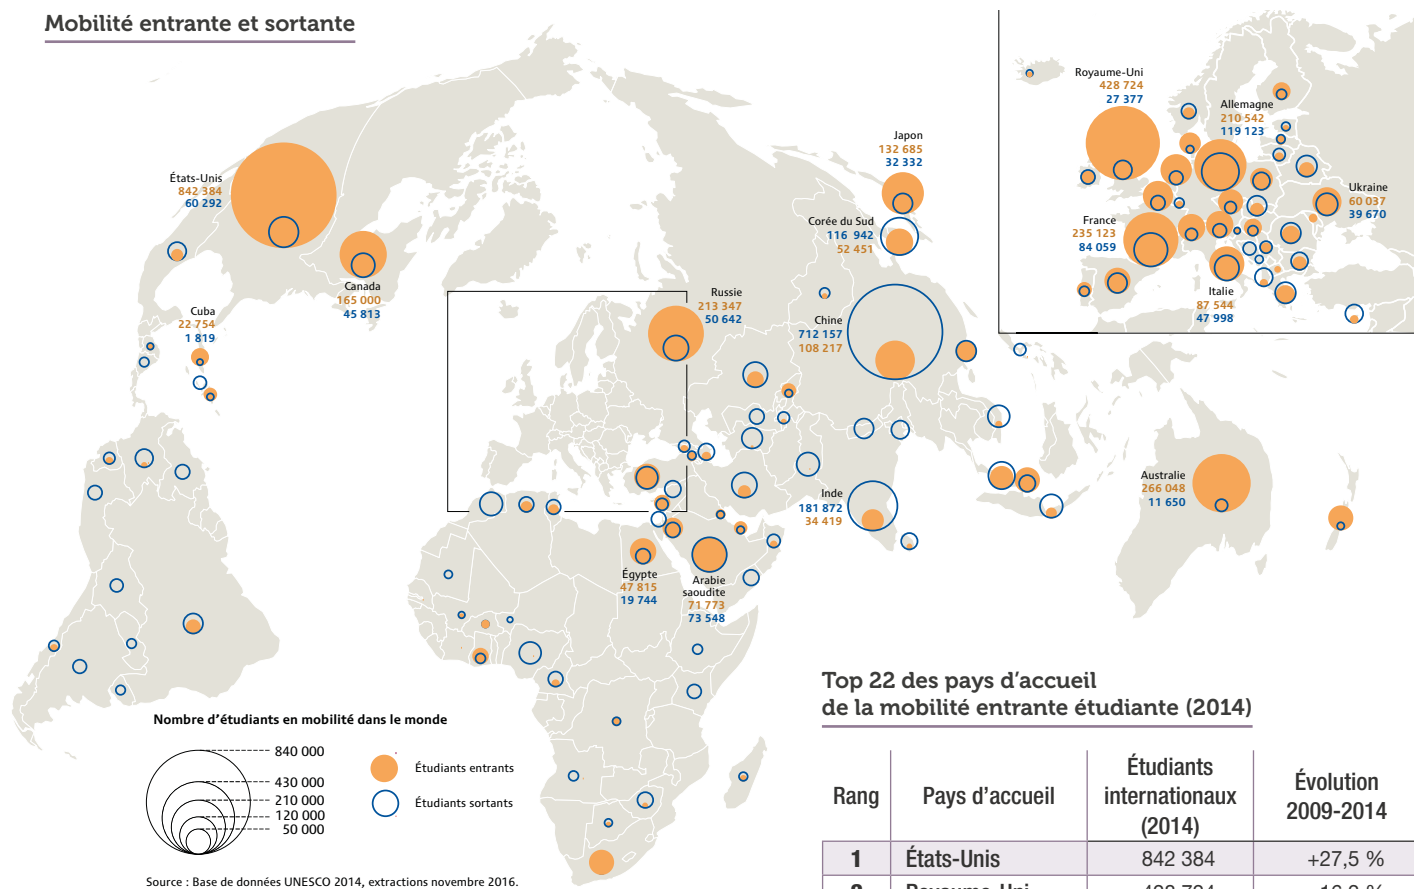 Mobilité entrante et sortante
Royaume-Uni
428 724
27 377
Allemagne
210 542
119 123
Ukraine
60 037
39 670
France
235 123
84 059
Italie
87 544
47 998
Japon
132 685
32 332
Corée du Sud
116 942
52 451
États-Unis
842 384
60 292
Canada
165 000
45 813
Cuba
22 754
1 819
Russie
213 347
50 642
Chine
712 157
108 217
Inde
181 872
34 419
Australie
266 048
11 650
Égypte
47 815
19 744
Arabie
saoudite
71 773
73 548
Nombre d'étudiants en mobilité dans le monde
840 000
430 000
210 000
120 000
50 000
Étudiants entrants
Étudiants sortants
Source : Base de données UNESCO 2014, extractions novembre 2016.
Top 22 des pays d'accueil
de la mobilité entrante étudiante (2014)
Rang
Pays d'accueil
Étudiants
internationaux
(2014)
Évolution
2009-2014
1 États-Unis 842 384 +27,5 %